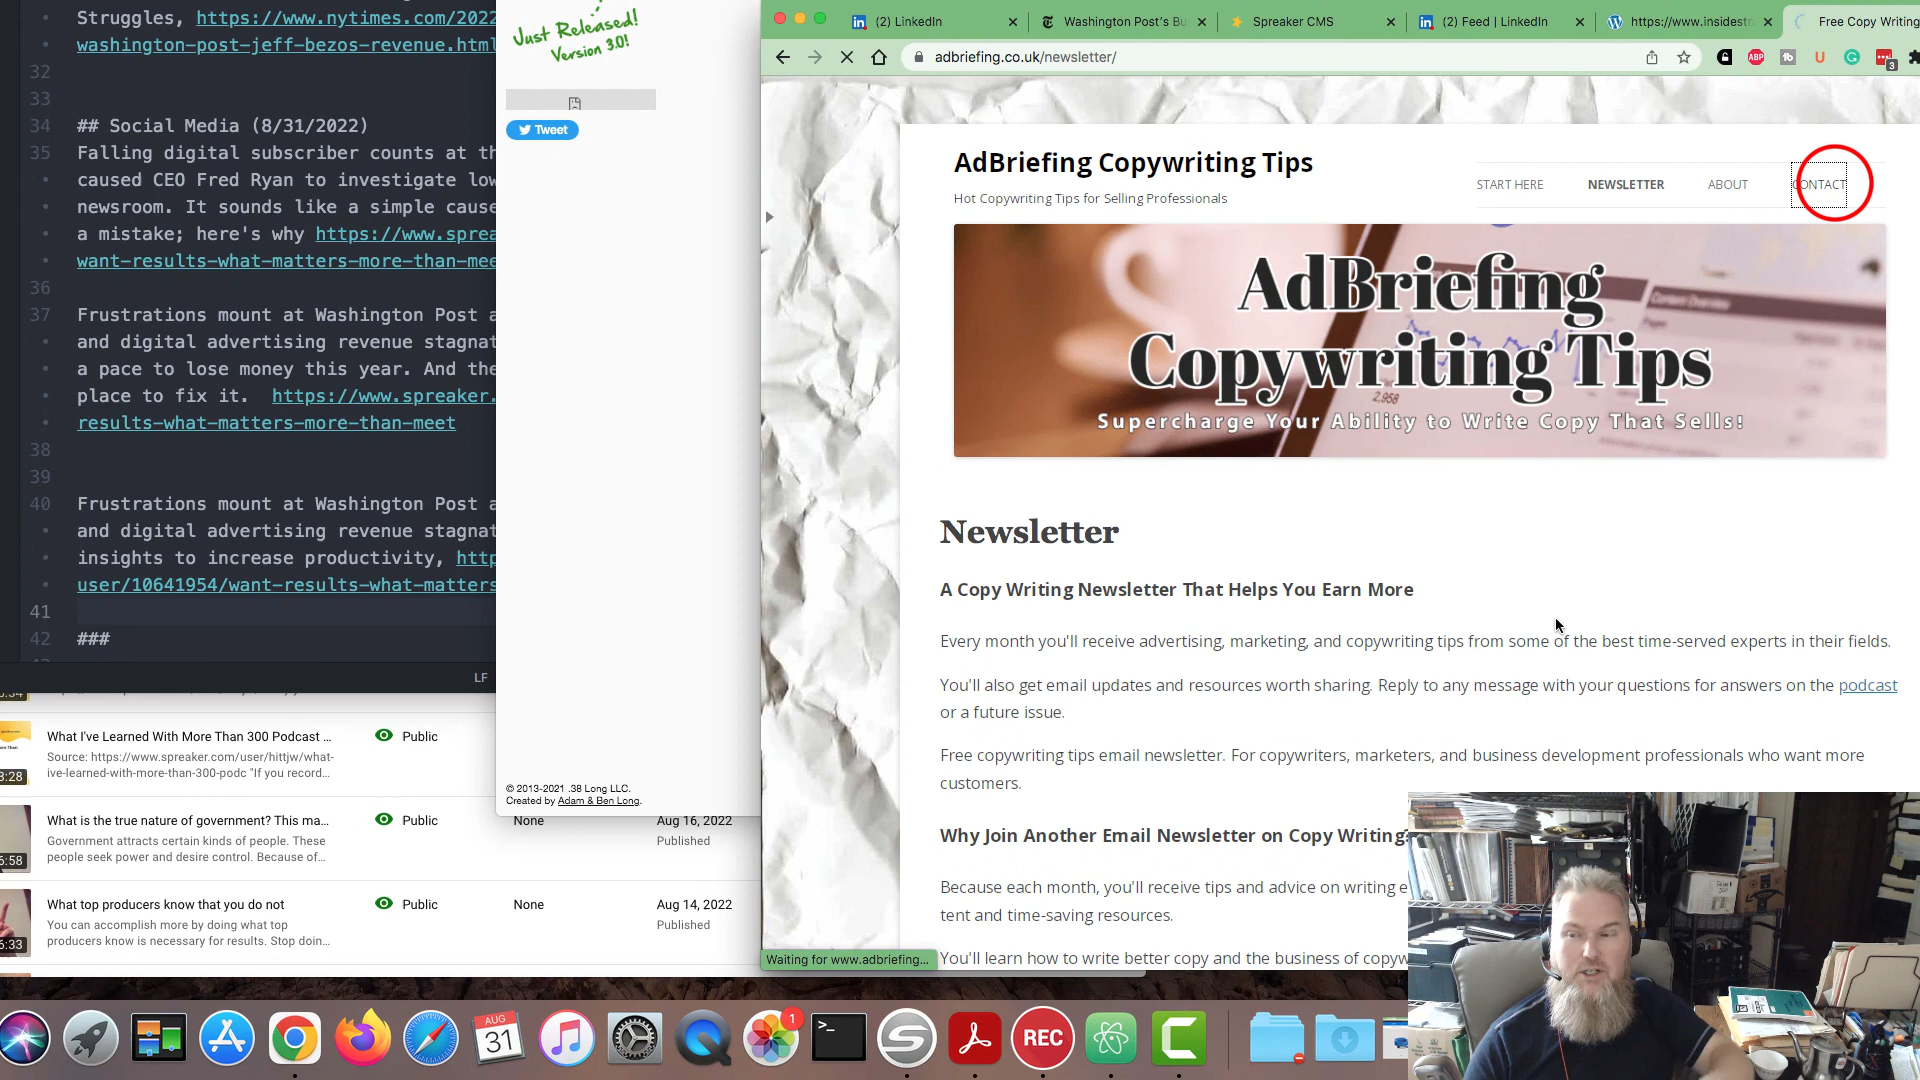 Struggles, https://www.nytimes.com/2022
washington-post-jeff-bezos-revenue.html
32
33
34 ## Social Media (8/31/2022)
35 Falling digital subscriber counts at th
caused CEO Fred Ryan to investigate low
newsroom. It sounds like a simple cause
a mistake; here's why https://www.sprea
want-results-what-matters-more-than-mee
36
37 Frustrations mount at Washington Post a
and digital advertising revenue stagnat
a pace to lose money this year. And the
place to fix it. https://www.spreaker.
results-what-matters-more-than-meet
38
39
40 Frustrations mount at Washington Post a
and digital advertising revenue stagnat
insights to increase productivity, http
user/10641954/want-results-what-matters
41
42 ###
LF
What I've Learned With More Than 300 Podcast ...
Public
Source: https://www.spreaker.com/user/hittjw/what-
ive-learned-with-more-than-300-podc "If you record...
3:28
What is the true nature of government? This ma...
Public
None
Aug 16, 2022
Government attracts certain kinds of people. These
people seek power and desire control. Because of...
Published
6:58
What top producers know that you do not
Public
None
Aug 14, 2022
You can accomplish more by doing what top
producers know is necessary for results. Stop doin...
Published
6:33
Just Released!
Version 3.0!
Tweet
© 2013-2021 .38 Long LLC.
Created by Adam & Ben Long.
(2) LinkedIn
Washington Post's Bu
Spreaker CMS
(2) Feed | LinkedIn
https://www.insidestr
Free Copy Writing
adbriefing.co.uk/newsletter/
ABP
tb
U
G
3
AdBriefing Copywriting Tips
Hot Copywriting Tips for Selling Professionals
START HERE
NEWSLETTER
ABOUT
CONTACT
AdBriefing
Copywriting Tips
Supercharge Your Ability to Write Copy That Sells!
Content Overview
2,958
Newsletter
A Copy Writing Newsletter That Helps You Earn More
Every month you'll receive advertising, marketing, and copywriting tips from some of the best time-served experts in their fields.
You'll also get email updates and resources worth sharing. Reply to any message with your questions for answers on the podcast
or a future issue.
Free copywriting tips email newsletter. For copywriters, marketers, and business development professionals who want more
customers.
Why Join Another Email Newsletter on Copy Writing?
Because each month, you'll receive tips and advice on writing e
tent and time-saving resources.
You'll learn how to write better copy and the business of copyw
Waiting for www.adbriefing...
AUG
31
1
REC